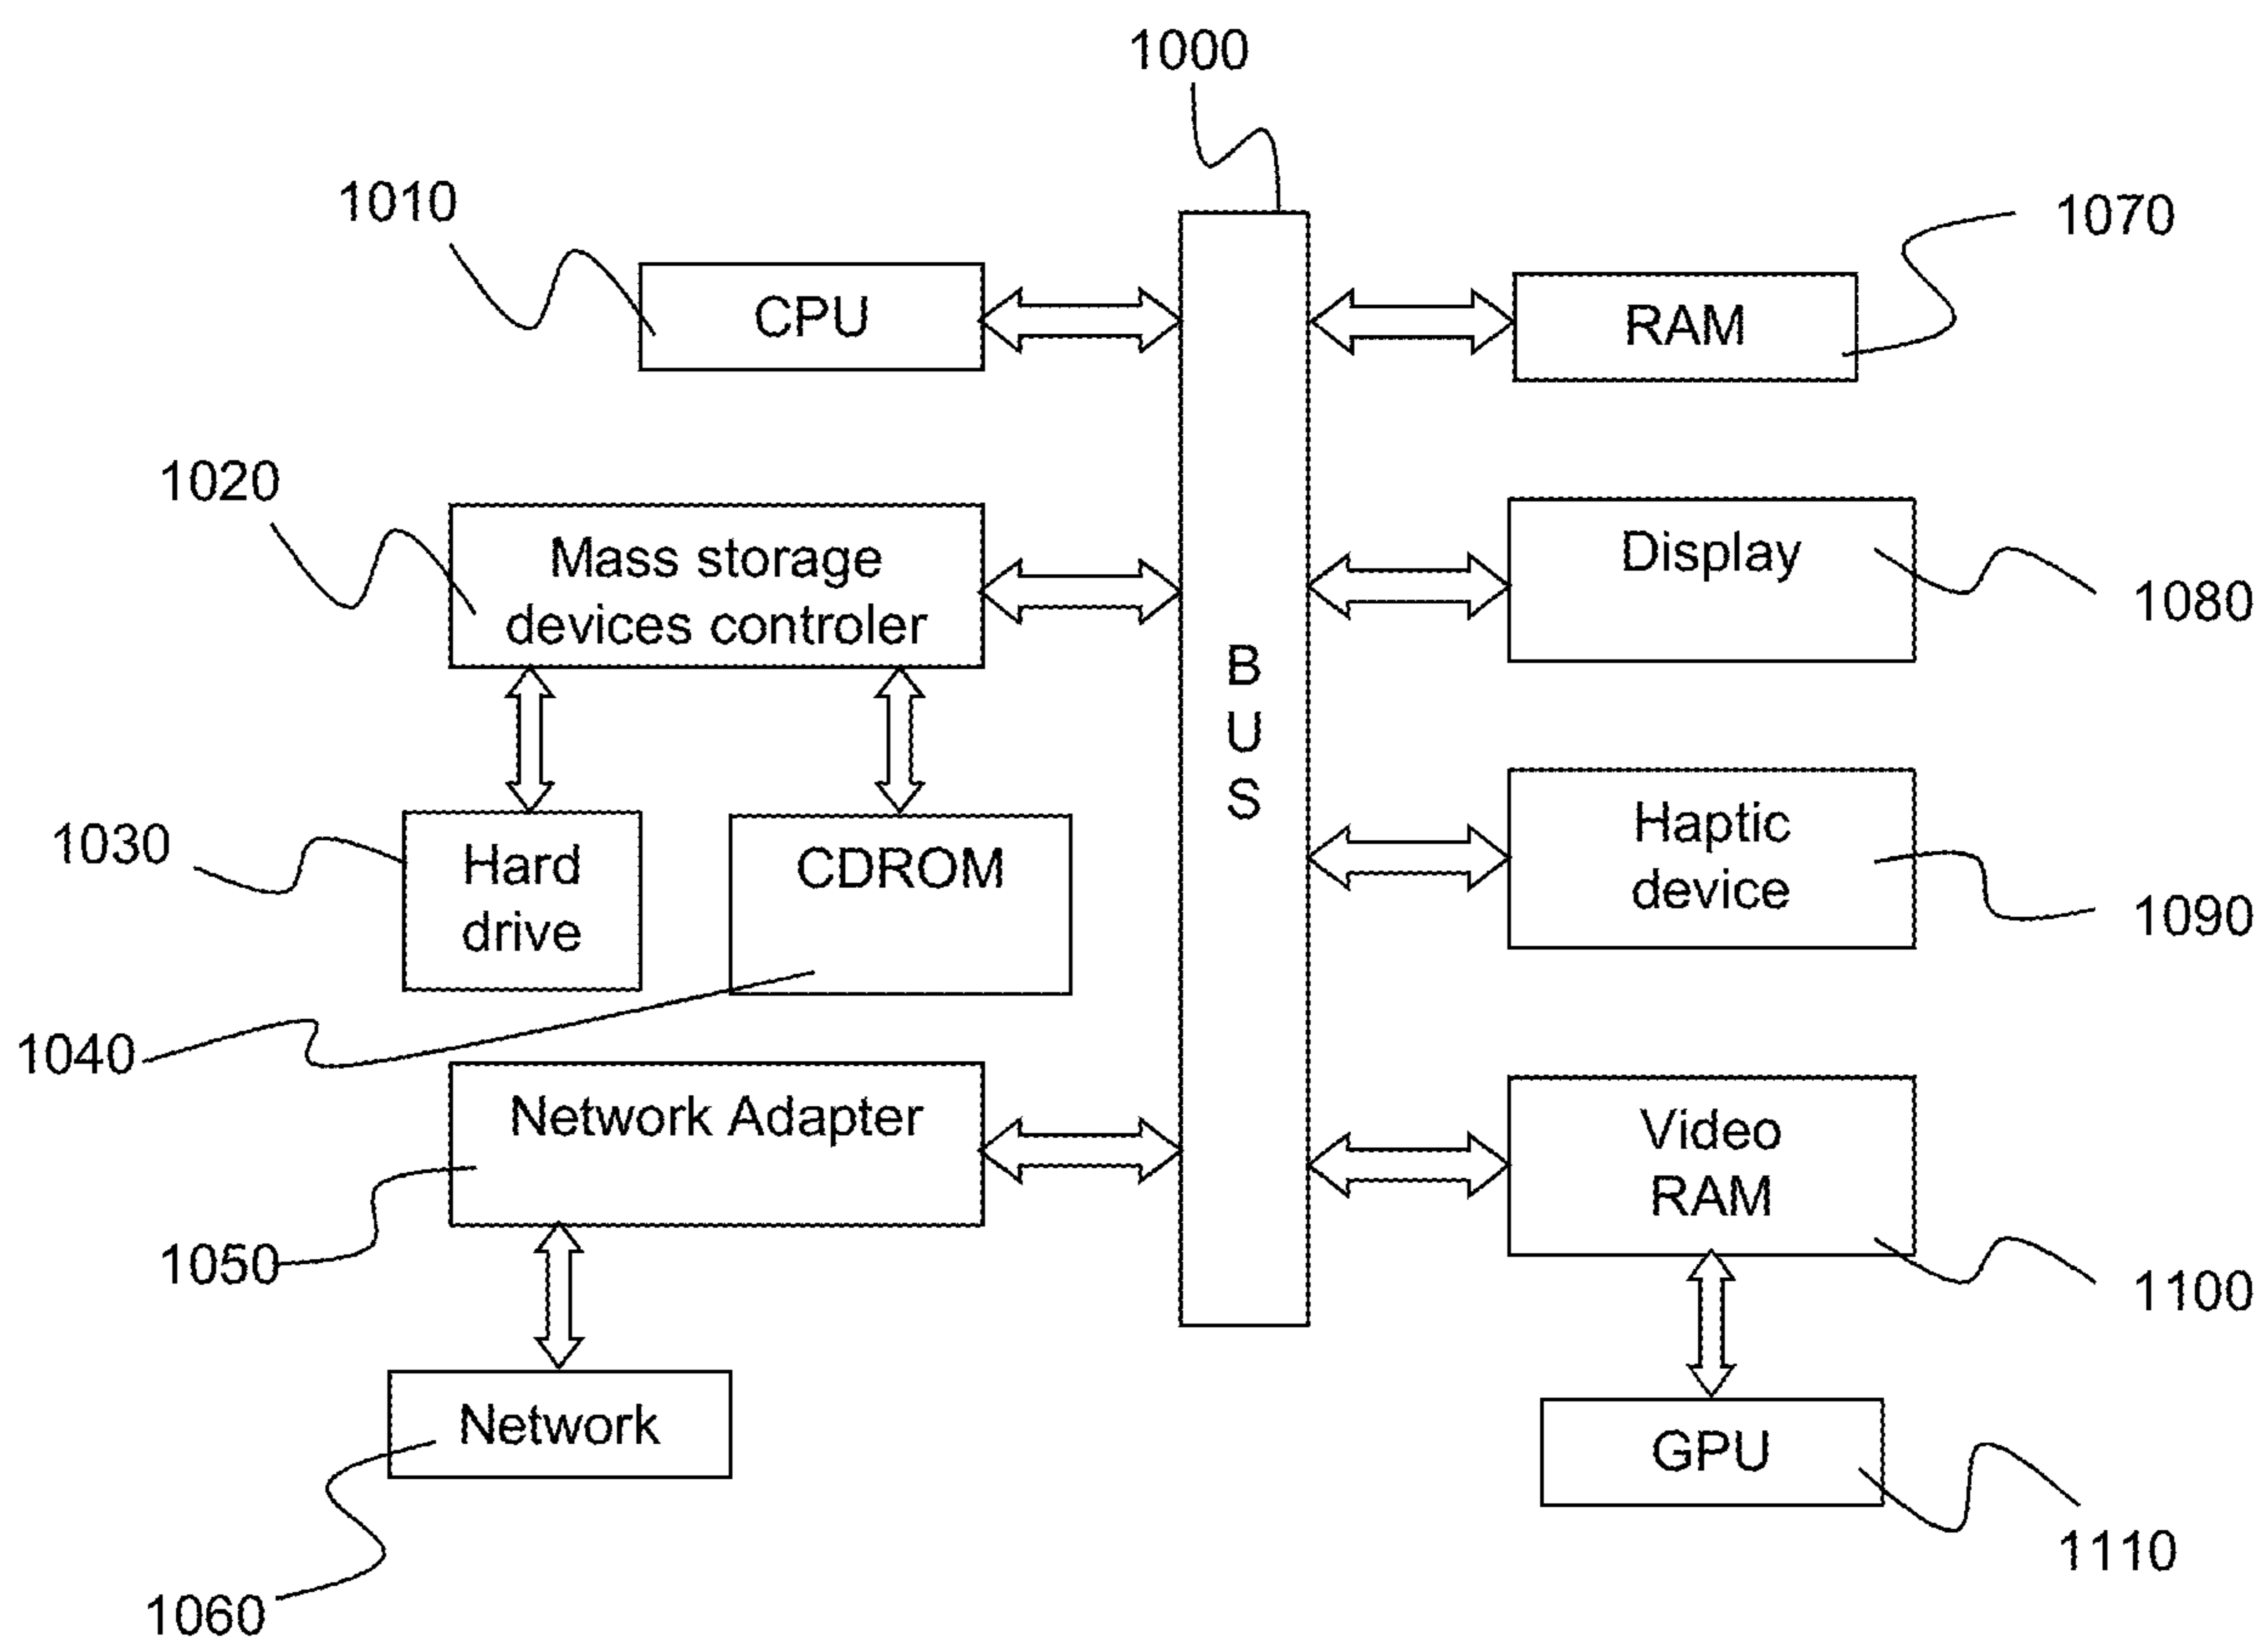 1000
1010
1070
CPU
RAM
1020
Mass storage
devices controler
Display
1080
B
U
S
1030
Hard
drive
CDROM
Haptic
device
1090
1040
Network Adapter
Video
RAM
1050
1100
Network
GPU
1110
1060